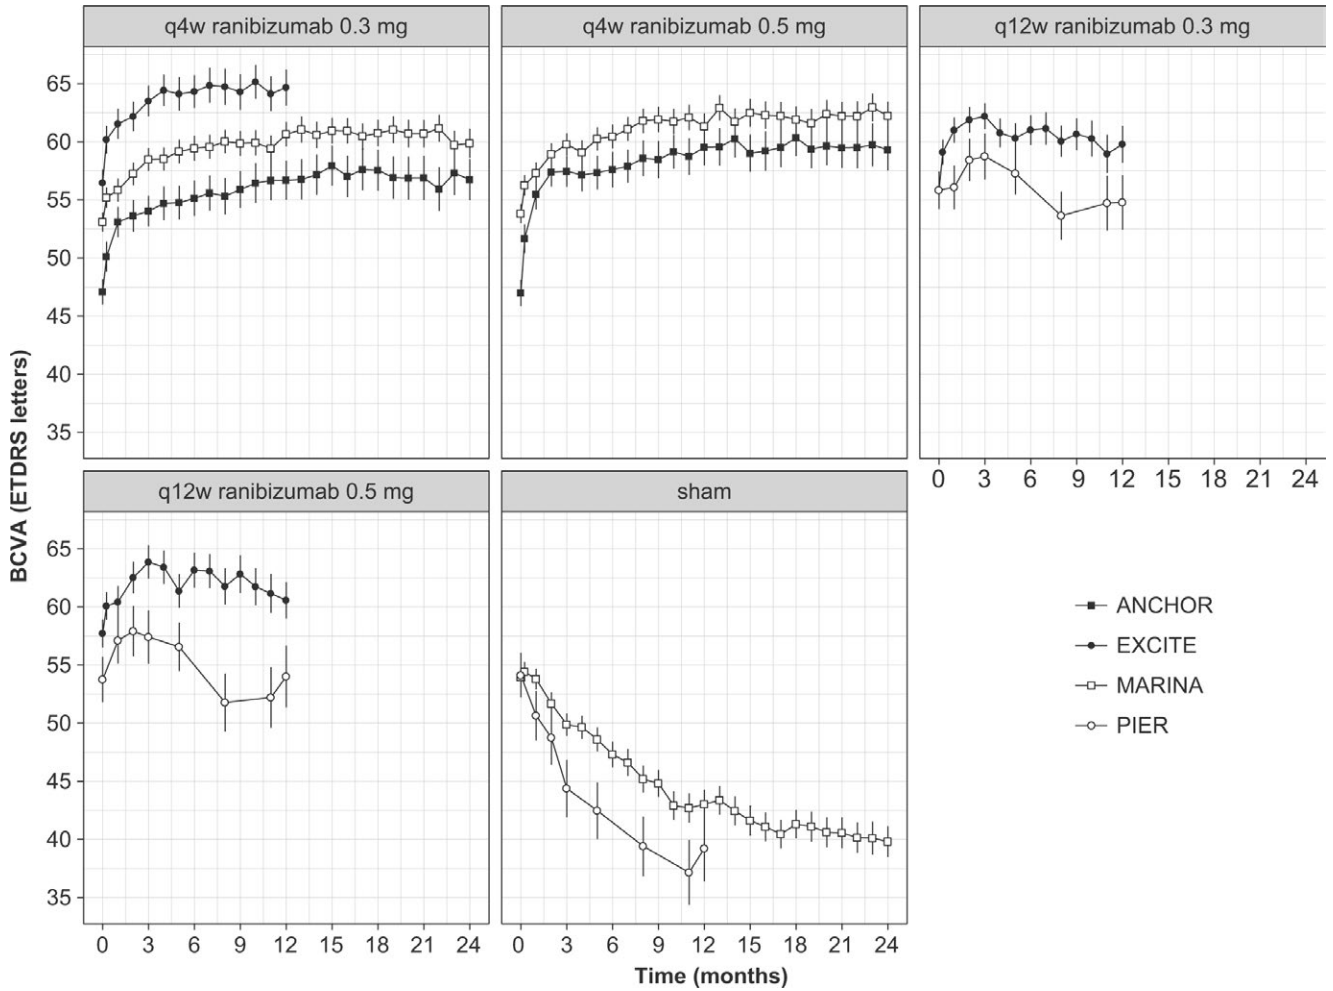 q4w ranibizumab 0.3 mg
q4w ranibizumab 0.5 mg
q12w ranibizumab 0.3 mg
65
60
55
50
45
40
35
0 3 6 9 12 15 18 21 24
q12w ranibizumab 0.5 mg
sham
65
60
55
50
45
40
35
0 3 6 9 12 15 18 21 24
0 3 6 9 12 15 18 21 24
BCVA (ETDRS letters)
Time (months)
ANCHOR
EXCITE
MARINA
PIER